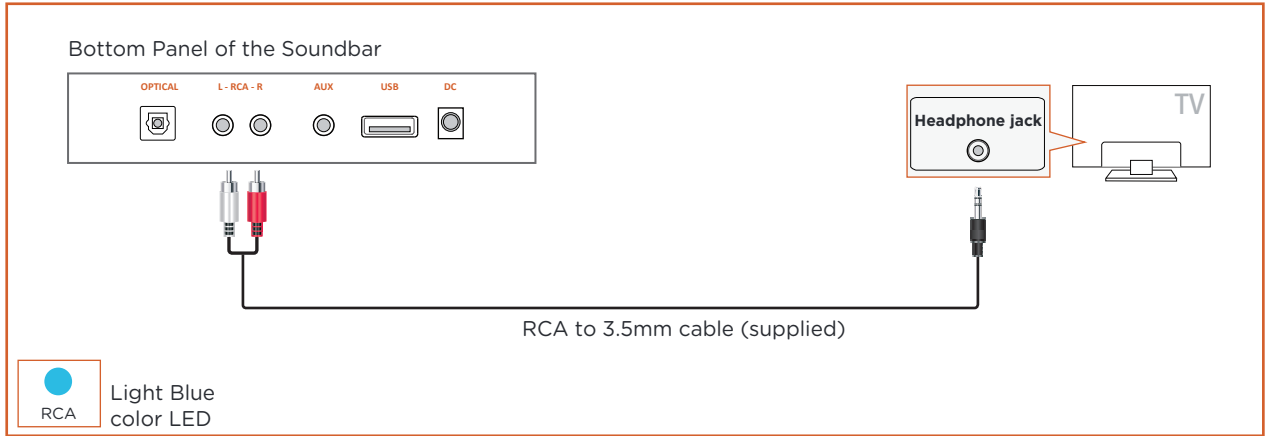 Bottom Panel of the Soundbar
OPTICAL L - RCA - R AUX USB DC
TV
Headphone jack
RCA to 3.5mm cable (supplied)
Light Blue
RCA color LED